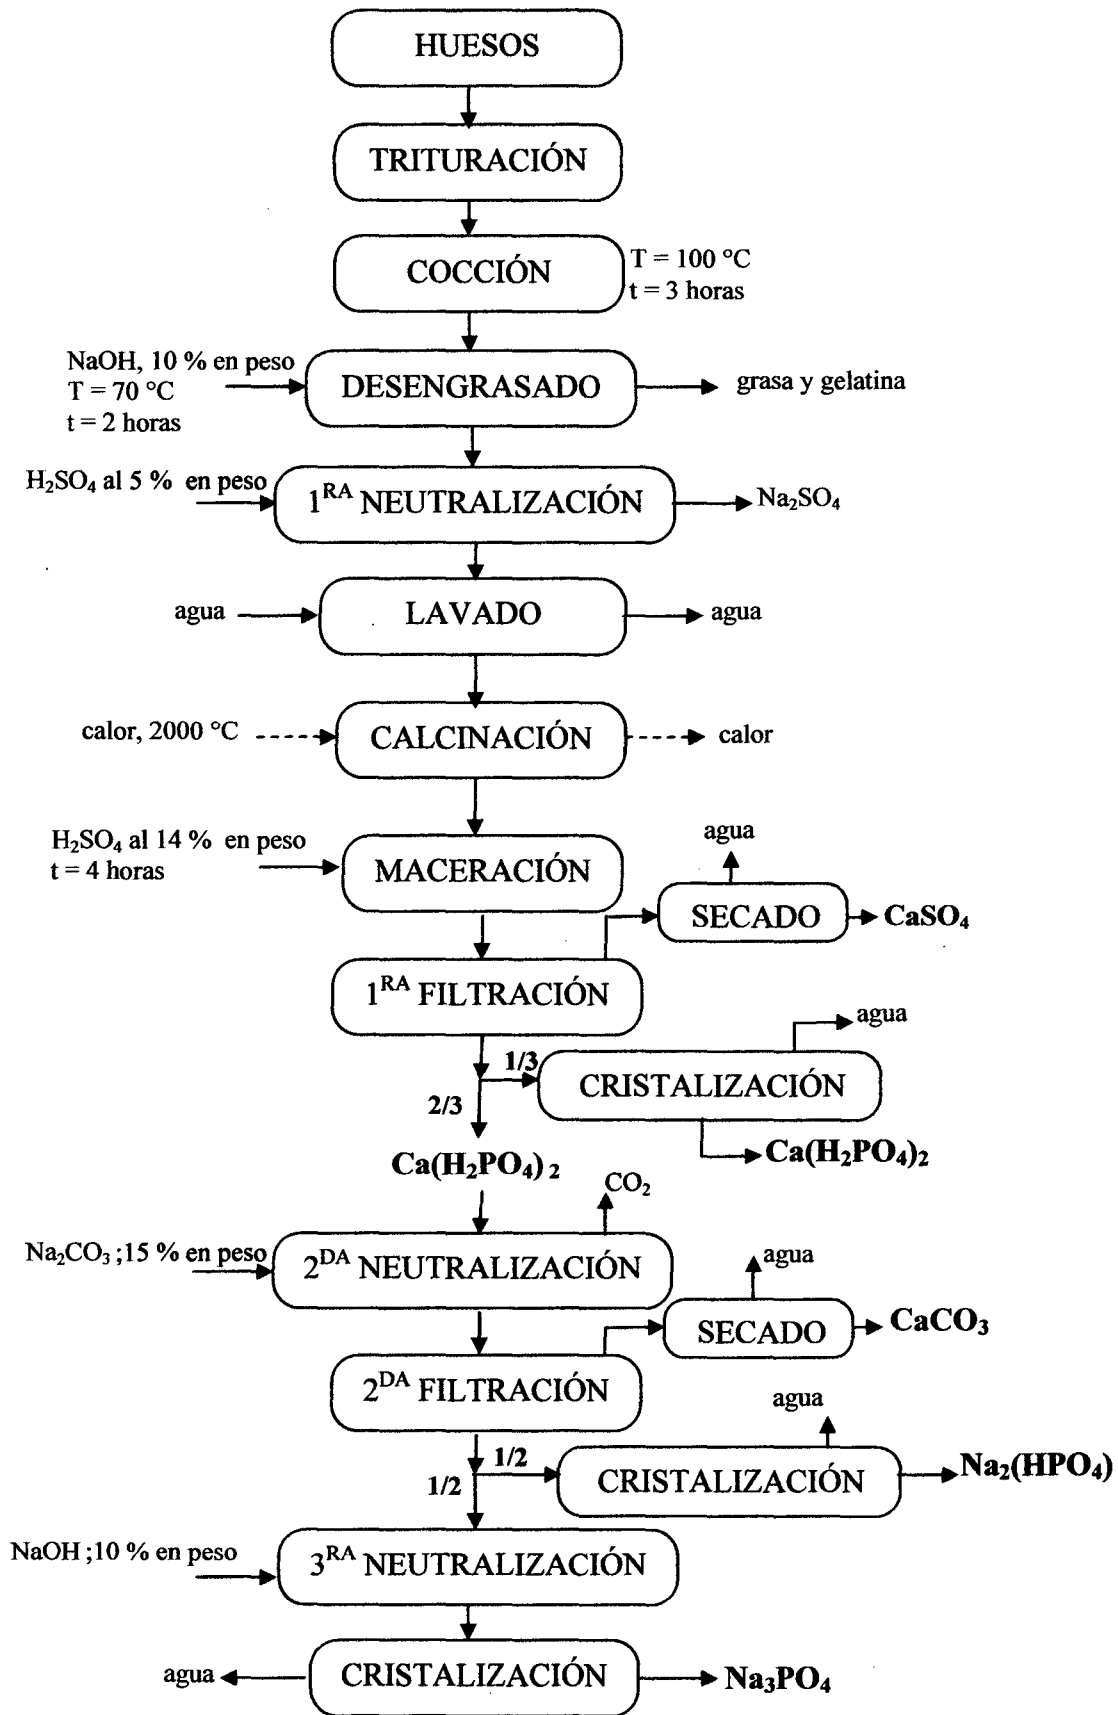 HUESOS
TRITURACIÓN
COCCIÓN
T = 100 °C
t = 3 horas
NaOH, 10 % en peso
T = 70 °C
t = 2 horas
DESENGRASADO
grasa y gelatina
H₂SO₄ al 5 % en peso
1ᴿᴬ NEUTRALIZACIÓN
Na₂SO₄
agua
LAVADO
agua
calor, 2000 °C
CALCINACIÓN
calor
H₂SO₄ al 14 % en peso
t = 4 horas
MACERACIÓN
agua
SECADO
CaSO₄
1ᴿᴬ FILTRACIÓN
agua
1/3
CRISTALIZACIÓN
2/3
Ca(H₂PO₄)₂
Ca(H₂PO₄)₂
CO₂
Na₂CO₃ ;15 % en peso
2ᴰᴬ NEUTRALIZACIÓN
agua
SECADO
CaCO₃
2ᴰᴬ FILTRACIÓN
agua
1/2
1/2
CRISTALIZACIÓN
Na₂(HPO₄)
NaOH ;10 % en peso
3ᴿᴬ NEUTRALIZACIÓN
agua
CRISTALIZACIÓN
Na₃PO₄